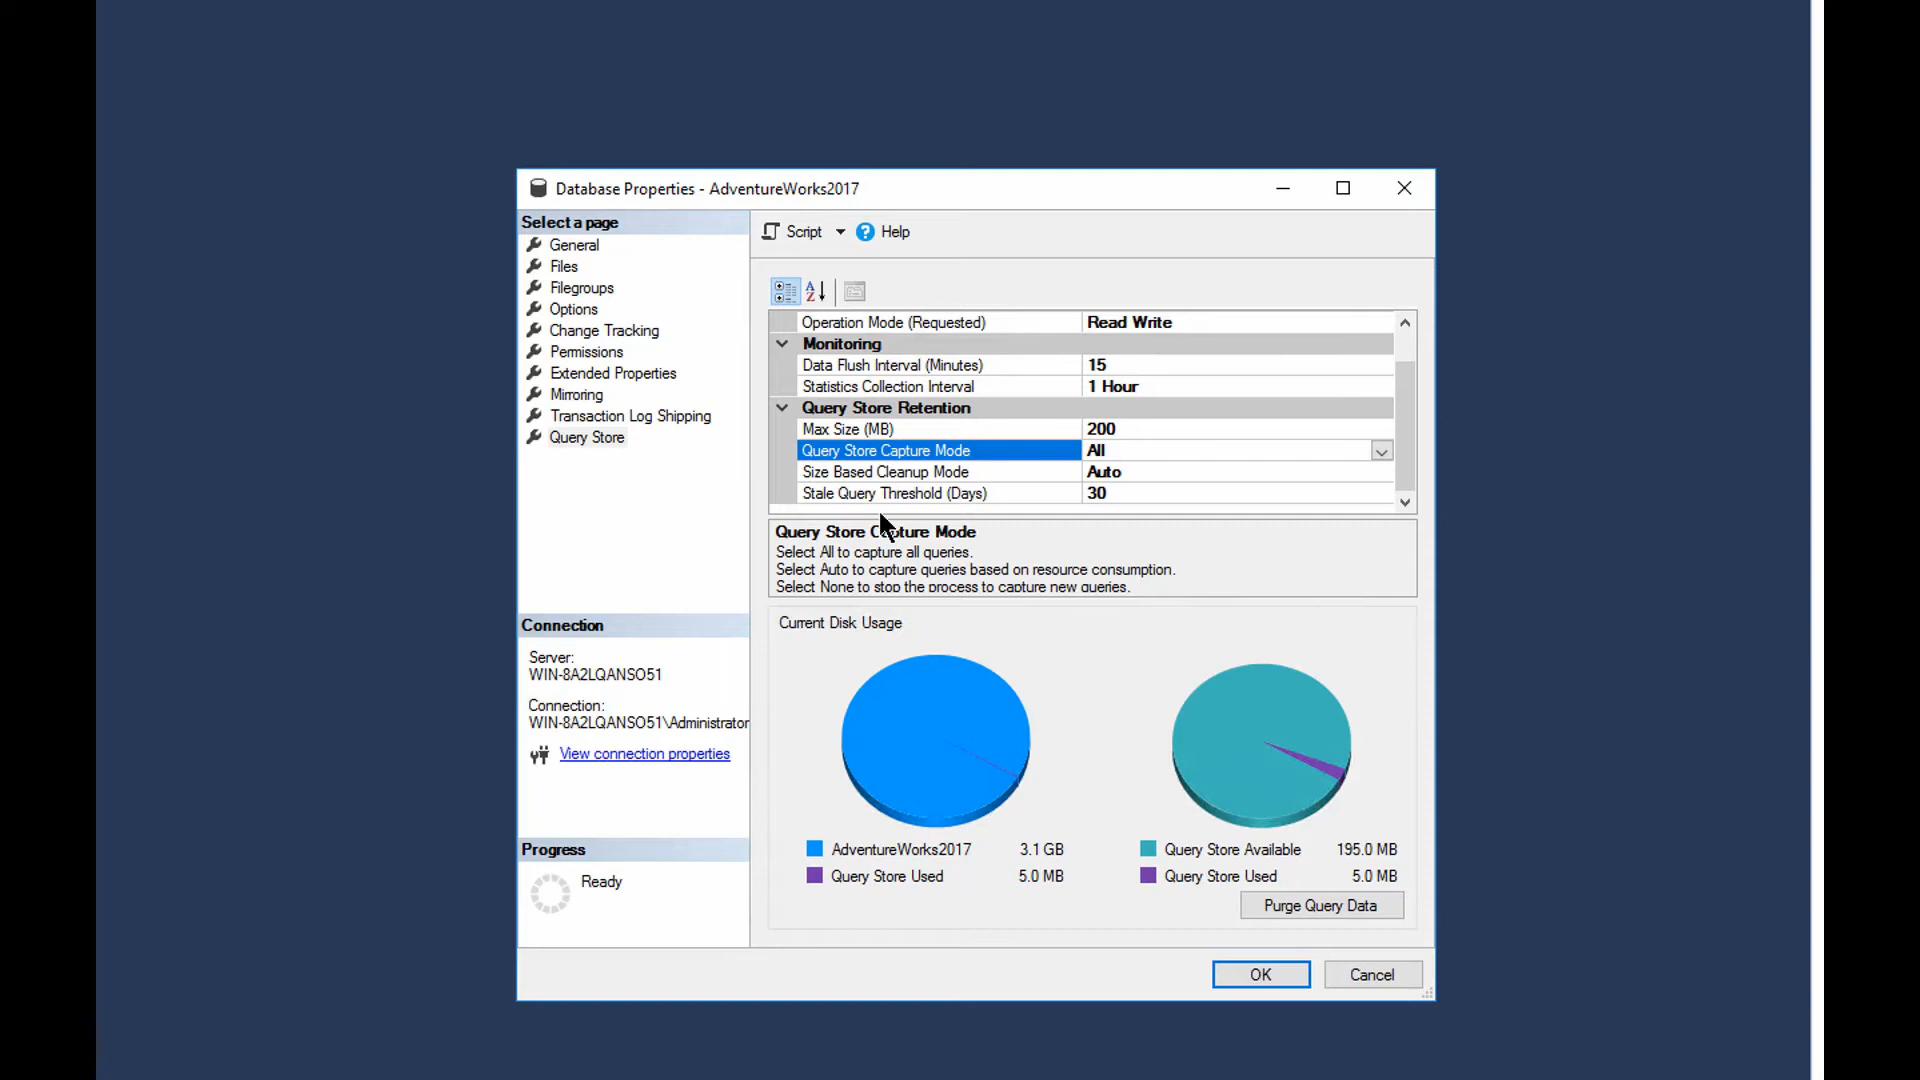 Database Properties - AdventureWorks2017
Select a page
General
Files
Filegroups
Options
Change Tracking
Permissions
Extended Properties
Mirroring
Transaction Log Shipping
Query Store
Connection
Server:
WIN-8A2LQANSO51
Connection:
WIN-8A2LQANSO51\Administrator
View connection properties
Progress
Ready
Script
Help
A
Z
Operation Mode (Requested) Read Write
Monitoring
Data Flush Interval (Minutes) 15
Statistics Collection Interval 1 Hour
Query Store Retention
Max Size (MB) 200
Query Store Capture Mode All
Size Based Cleanup Mode Auto
Stale Query Threshold (Days) 30
Query Store Capture Mode
Select All to capture all queries.
Select Auto to capture queries based on resource consumption.
Select None to stop the process to capture new queries.
Current Disk Usage
AdventureWorks2017 3.1 GB
Query Store Used 5.0 MB
Query Store Available 195.0 MB
Query Store Used 5.0 MB
Purge Query Data
OK
Cancel